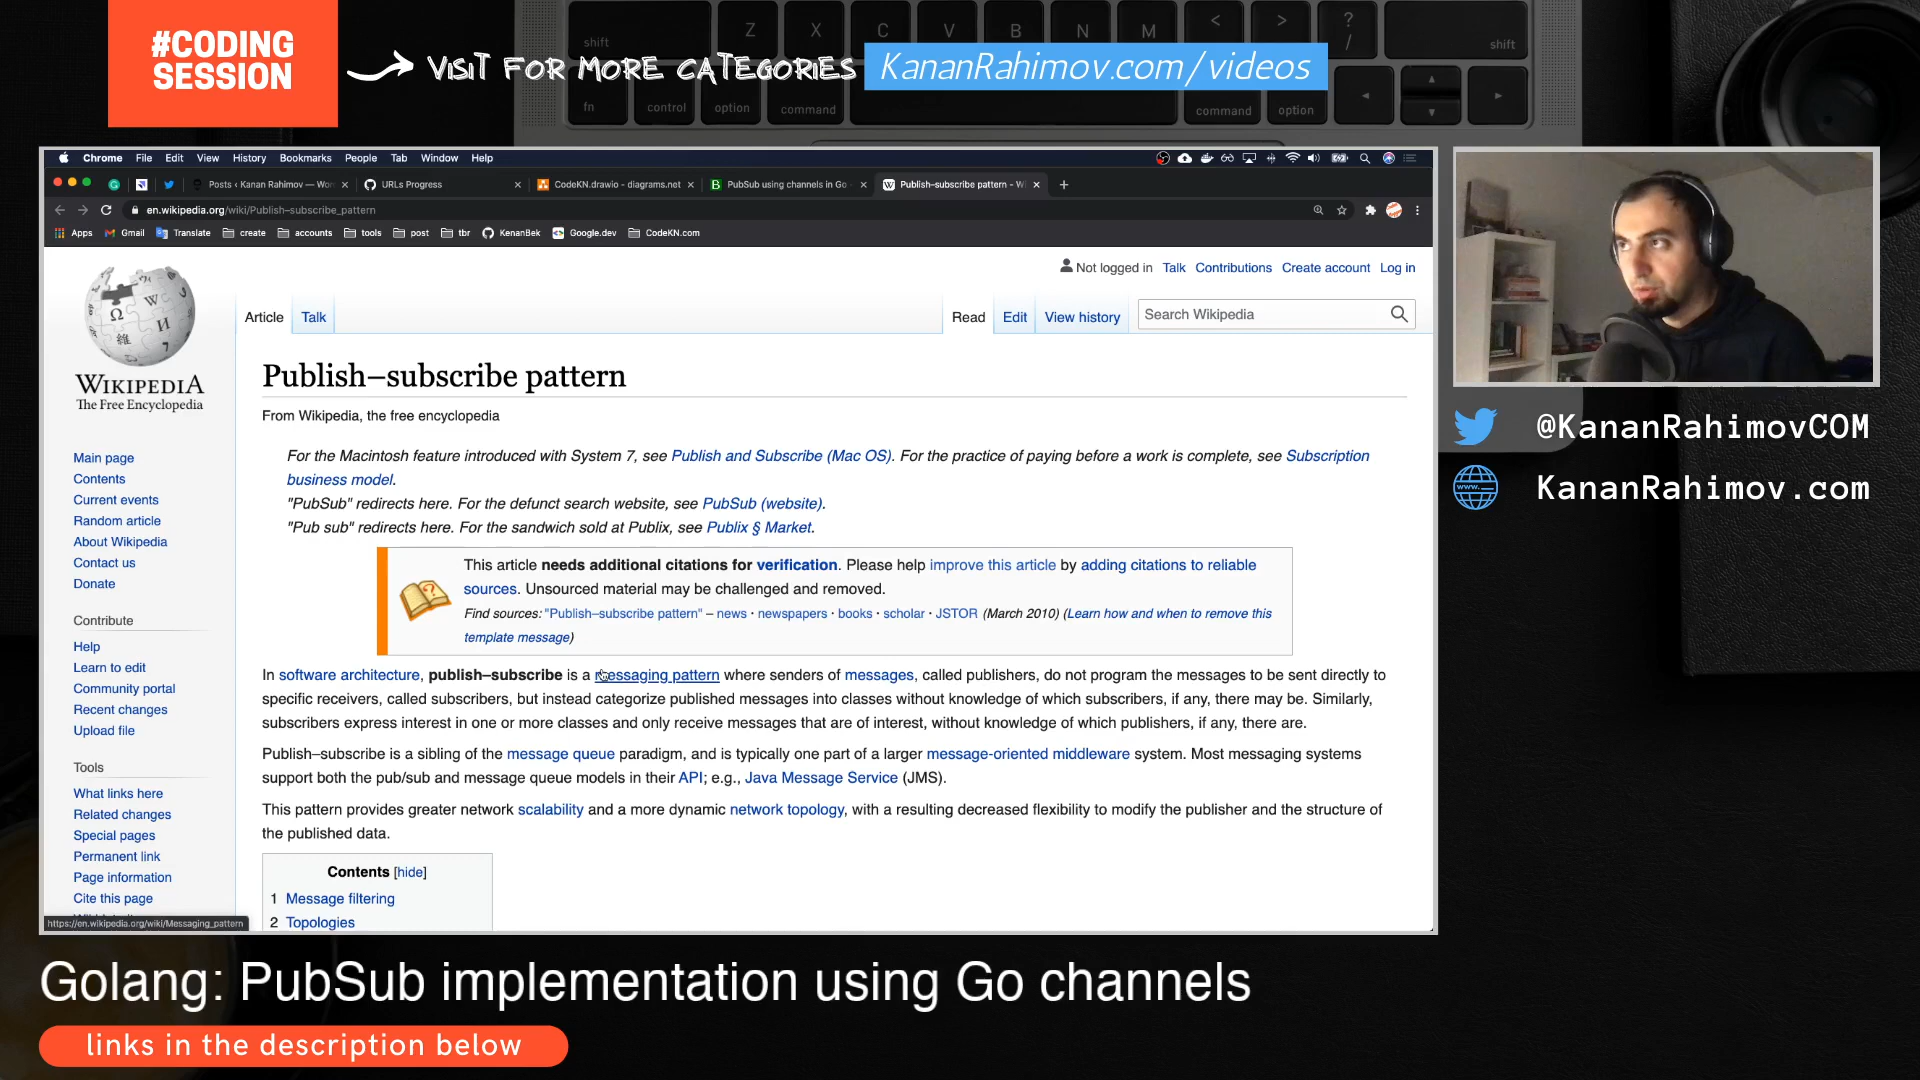 #CODING
SESSION
VISIT FOR MORE CATEGORIES KananRahimov.com/videos
shift Z X C V B N M < > ? / shift
fn control option command command option
Chrome File Edit View History Bookmarks People Tab Window Help
Posts ‹ Kanan Rahimov — Wor
URLs Progress
CodeKN.drawio - diagrams.net
PubSub using channels in Go
Publish–subscribe pattern - Wi
en.wikipedia.org/wiki/Publish–subscribe_pattern
Apps Gmail Translate create accounts tools post tbr KenanBek Google.dev CodeKN.com
Not logged in Talk Contributions Create account Log in
Article Talk Read Edit View history Search Wikipedia
WIKIPEDIA
The Free Encyclopedia
Main page
Contents
Current events
Random article
About Wikipedia
Contact us
Donate
Contribute
Help
Learn to edit
Community portal
Recent changes
Upload file
Tools
What links here
Related changes
Special pages
Permanent link
Page information
Cite this page
https://en.wikipedia.org/wiki/Messaging_pattern
Publish–subscribe pattern
From Wikipedia, the free encyclopedia
For the Macintosh feature introduced with System 7, see Publish and Subscribe (Mac OS). For the practice of paying before a work is complete, see Subscription
business model.
"PubSub" redirects here. For the defunct search website, see PubSub (website).
"Pub sub" redirects here. For the sandwich sold at Publix, see Publix § Market.
This article needs additional citations for verification. Please help improve this article by adding citations to reliable
sources. Unsourced material may be challenged and removed.
Find sources: "Publish–subscribe pattern" – news · newspapers · books · scholar · JSTOR (March 2010) (Learn how and when to remove this
template message)
In software architecture, publish–subscribe is a messaging pattern where senders of messages, called publishers, do not program the messages to be sent directly to
specific receivers, called subscribers, but instead categorize published messages into classes without knowledge of which subscribers, if any, there may be. Similarly,
subscribers express interest in one or more classes and only receive messages that are of interest, without knowledge of which publishers, if any, there are.
Publish–subscribe is a sibling of the message queue paradigm, and is typically one part of a larger message-oriented middleware system. Most messaging systems
support both the pub/sub and message queue models in their API; e.g., Java Message Service (JMS).
This pattern provides greater network scalability and a more dynamic network topology, with a resulting decreased flexibility to modify the publisher and the structure of
the published data.
Contents [hide]
1 Message filtering
2 Topologies
@KananRahimovCOM
KananRahimov.com
Golang: PubSub implementation using Go channels
links in the description below